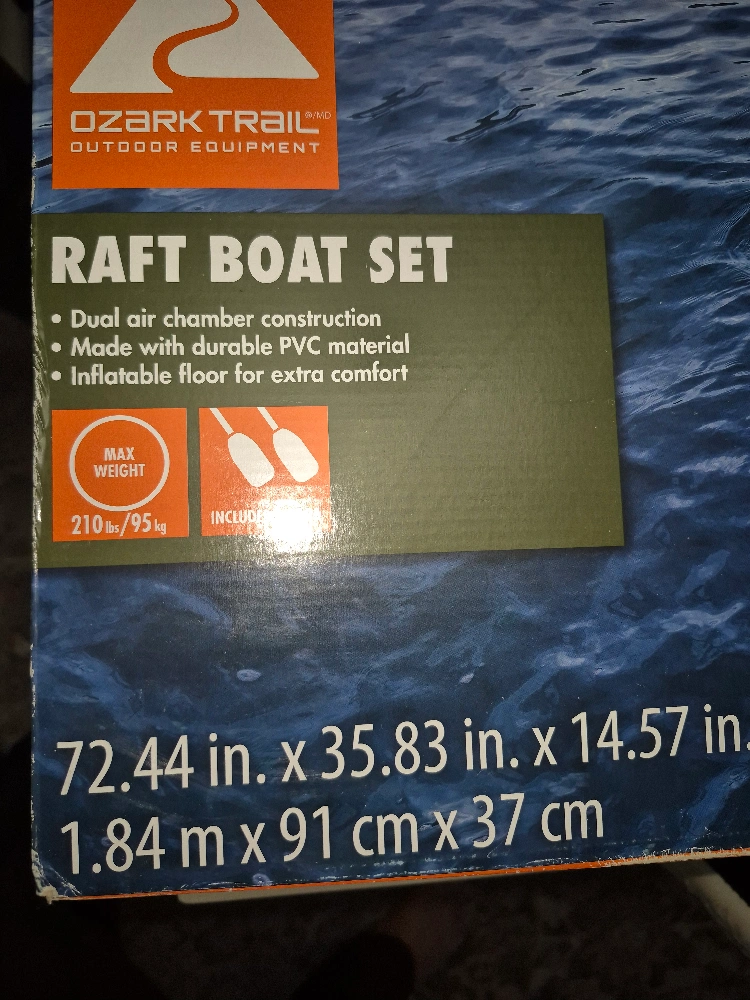 OZARK TRAIL®/MD
OUTDOOR EQUIPMENT
RAFT BOAT SET
• Dual air chamber construction
• Made with durable PVC material
• Inflatable floor for extra comfort
MAX
WEIGHT
210 lbs/95 kg
72.44 in. x 35.83 in. x 14.57 in.
1.84 m x 91 cm x 37 cm